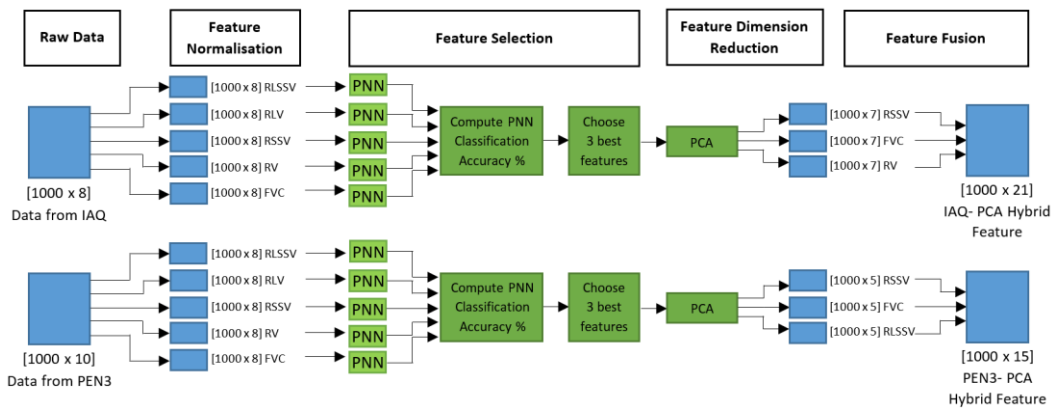 Raw Data
Feature
Normalisation
Feature Selection
Feature Dimension
Reduction
Feature Fusion
[1000 x 8] RLSSV
[1000 x 8] RLV
[1000 x 8] RSSV
[1000 x 8] RV
[1000 x 8] FVC
PNN
PNN
PNN
PNN
PNN
Compute PNN
Classification
Accuracy %
Choose
3 best
features
PCA
[1000 x 7] RSSV
[1000 x 7] FVC
[1000 x 7] RV
[1000 x 8]
Data from IAQ
[1000 x 21]
IAQ- PCA Hybrid
Feature
[1000 x 8] RLSSV
[1000 x 8] RLV
[1000 x 8] RSSV
[1000 x 8] RV
[1000 x 8] FVC
PNN
PNN
PNN
PNN
PNN
Compute PNN
Classification
Accuracy %
Choose
3 best
features
PCA
[1000 x 5] RSSV
[1000 x 5] FVC
[1000 x 5] RLSSV
[1000 x 10]
Data from PEN3
[1000 x 15]
PEN3- PCA
Hybrid Feature